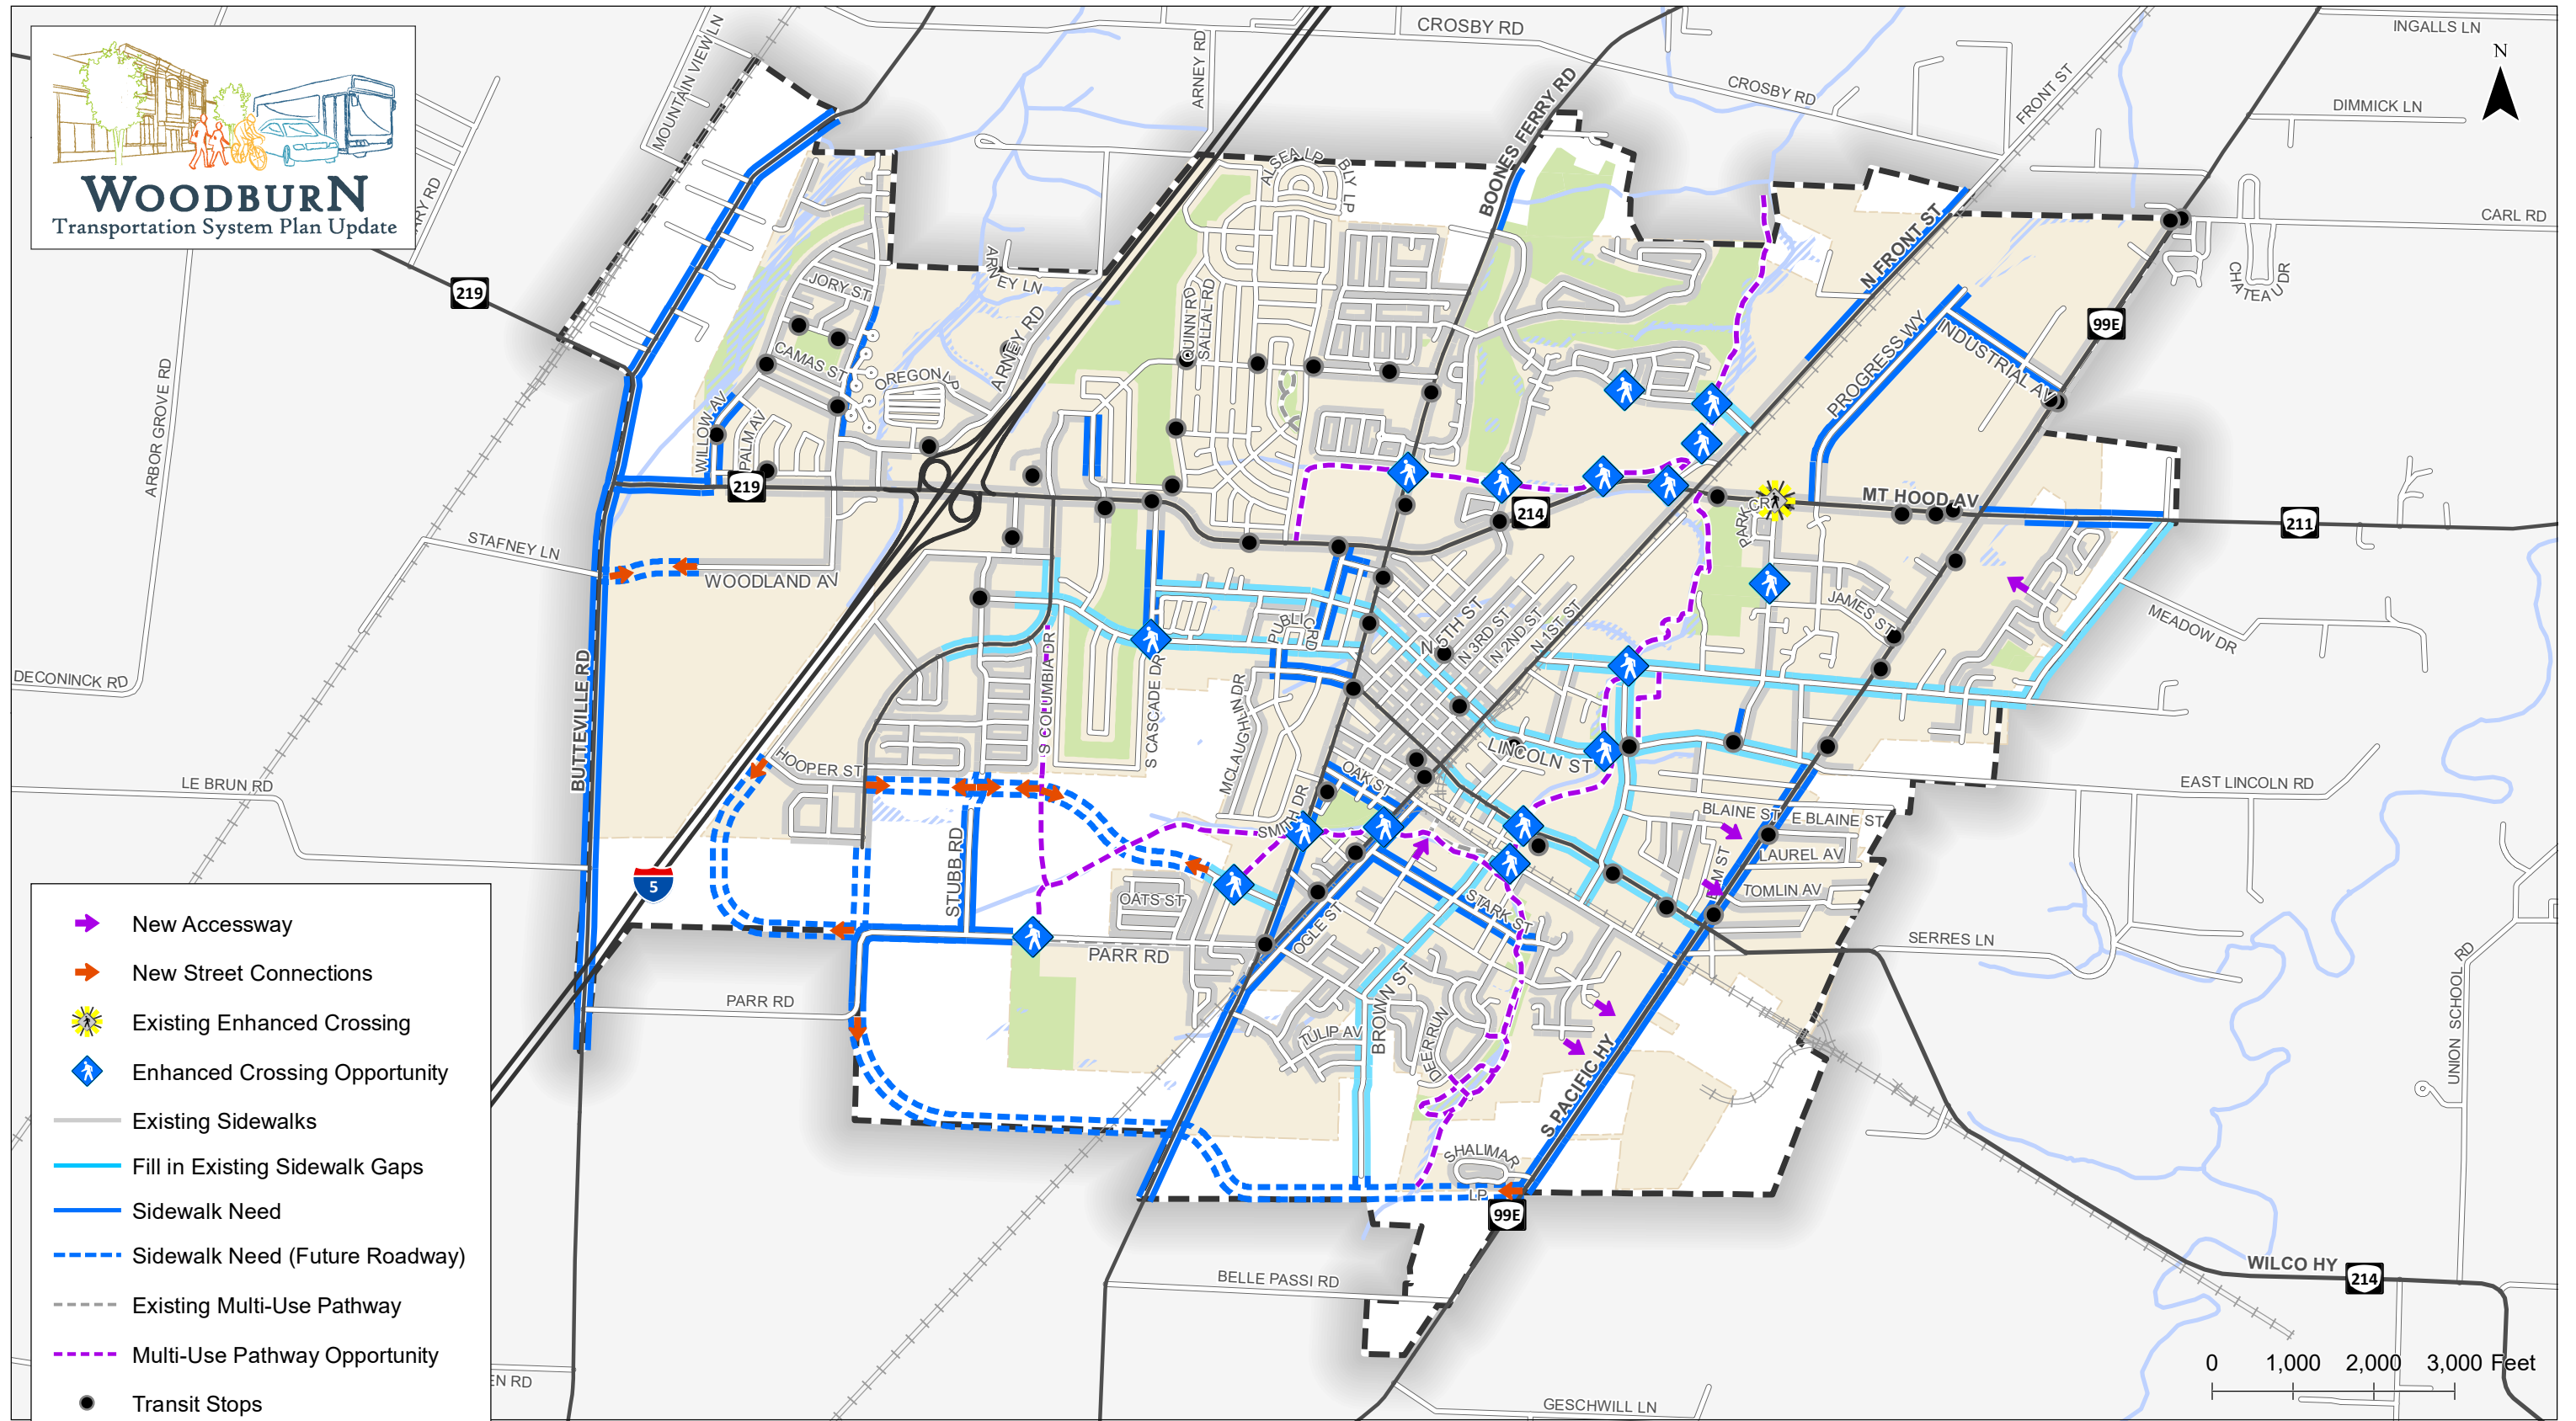 WOODBURN
Transportation System Plan Update
CROSBY RD
INGALLS LN
N
MOUNTAIN VIEW LN
ARNEY RD
BOONES FERRY RD
CROSBY RD
FRONT ST
DIMMICK LN
ALSEA LP
BLY LP
CARL RD
CHATEAU DR
N FRONT ST
219
ARNEY LN
JORY ST
QUINN RD
SALLAL RD
99E
ARNEY RD
PROGRESS WY
INDUSTRIAL AV
CAMAS ST
OREGON LP
ARBOR GROVE RD
WILLOW AV
PALM AV
219
214
PARK CR
MT HOOD AV
211
STAFNEY LN
WOODLAND AV
JAMES ST
MEADOW DR
N 5TH ST
N 3RD ST
N 2ND ST
N 1ST ST
DECONINCK RD
BUTTEVILLE RD
S COLUMBIA DR
S CASCADE DR
MCLAUGHLIN DR
LINCOLN ST
HOOPER ST
OAK ST
LE BRUN RD
EAST LINCOLN RD
SMITH DR
BLAINE ST
E BLAINE ST
LAUREL AV
TOMLIN AV
5
STUBB RD
OATS ST
STARK ST
OGLE ST
PARR RD
SERRES LN
PARR RD
BROWN ST
TULIP AV
DEER RUN
UNION SCHOOL RD
S PACIFIC HY
SHALIMAR
LP
99E
BELLE PASSI RD
WILCO HY
214
GESCHWILL LN
New Accessway
New Street Connections
Existing Enhanced Crossing
Enhanced Crossing Opportunity
Existing Sidewalks
Fill in Existing Sidewalk Gaps
Sidewalk Need
Sidewalk Need (Future Roadway)
Existing Multi-Use Pathway
Multi-Use Pathway Opportunity
Transit Stops
0 1,000 2,000 3,000 Feet